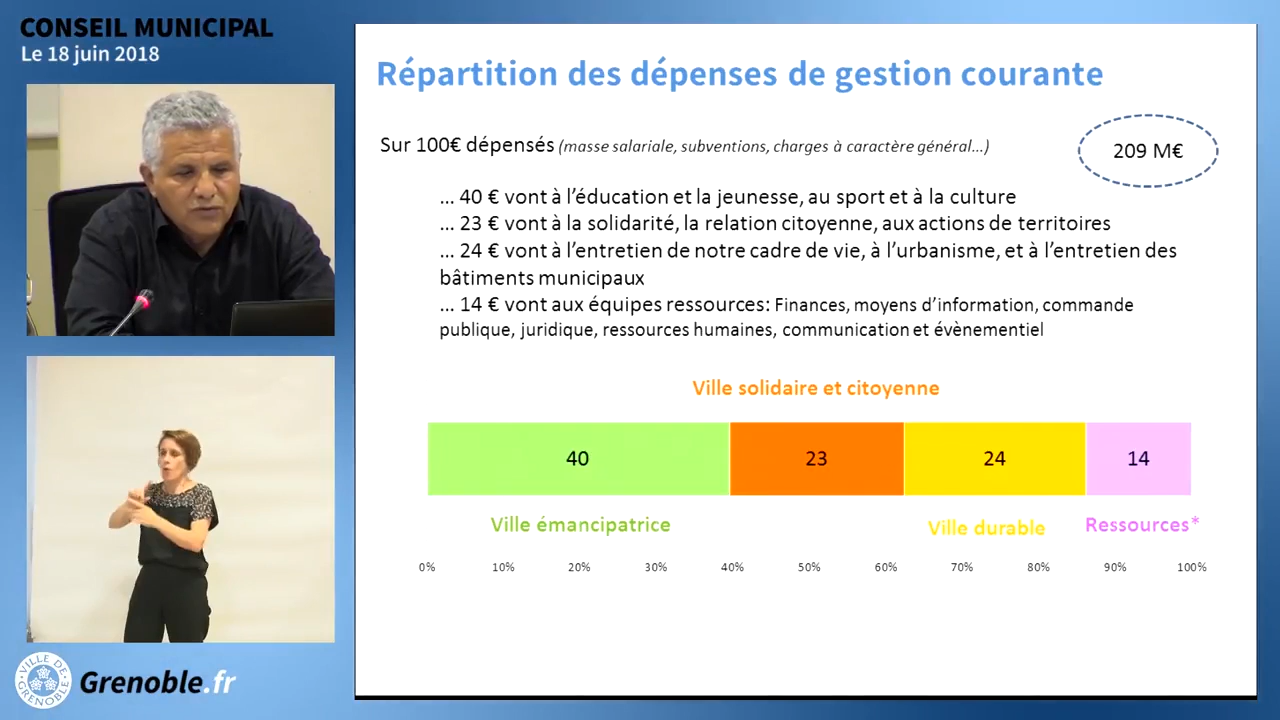 CONSEIL MUNICIPAL
Le 18 juin 2018
Répartition des dépenses de gestion courante
Sur 100€ dépensés (masse salariale, subventions, charges à caractère général...)
209 M€
... 40 € vont à l'éducation et la jeunesse, au sport et à la culture
... 23 € vont à la solidarité, la relation citoyenne, aux actions de territoires
... 24 € vont à l'entretien de notre cadre de vie, à l'urbanisme, et à l'entretien des
bâtiments municipaux
... 14 € vont aux équipes ressources: Finances, moyens d'information, commande
publique, juridique, ressources humaines, communication et évènementiel
Ville solidaire et citoyenne
40 23 24 14
Ville émancipatrice Ville durable Ressources*
0% 10% 20% 30% 40% 50% 60% 70% 80% 90% 100%
VILLE DE
GRENOBLE
Grenoble.fr